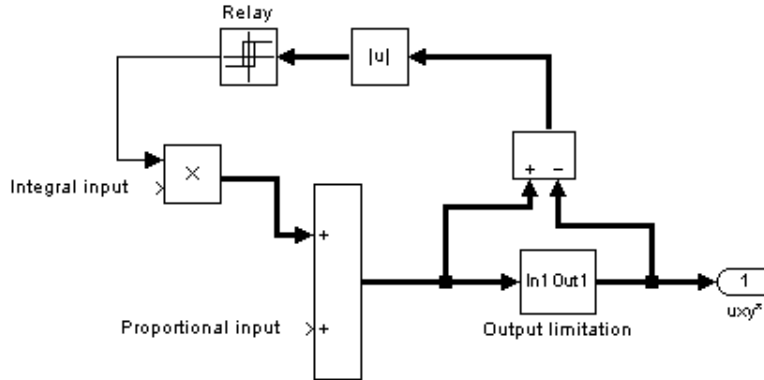 Relay
|u|
×
Integral input
+ −
+
In1 Out1
1
uxy*
Proportional input
+
Output limitation